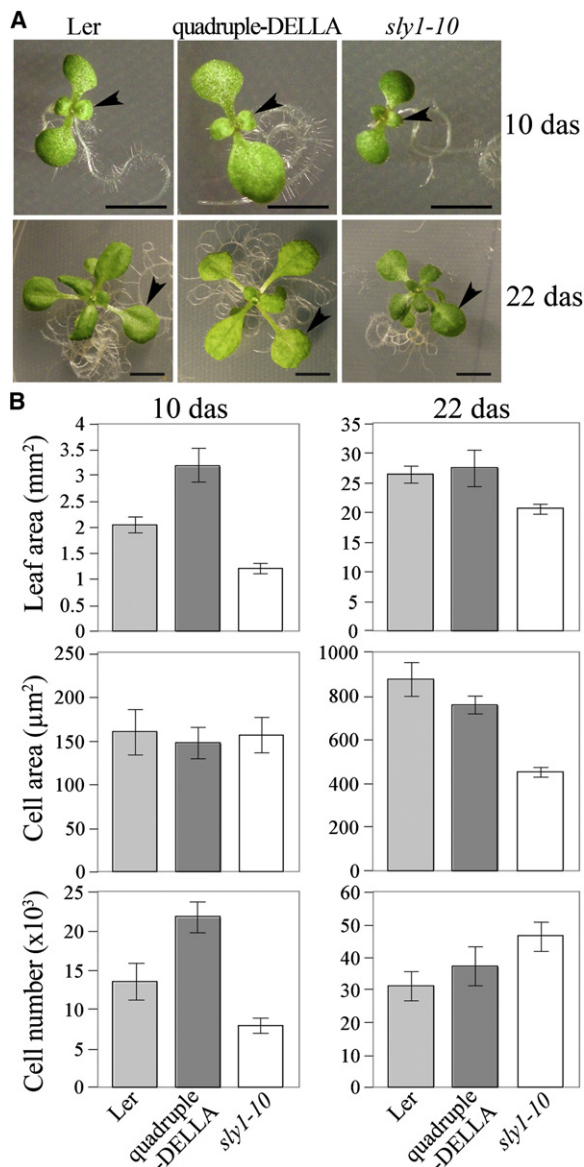 A
Ler
quadruple-DELLA
sly1-10
10 das
22 das
B
10 das
22 das
Leaf area (mm²)
4
3.5
3
2.5
2
1.5
1
0.5
0
35
30
25
20
15
10
5
0
Cell area (µm²)
250
200
150
100
50
0
1000
800
600
400
200
0
Cell number (x10³)
25
20
15
10
5
0
60
50
40
30
20
10
0
Ler
quadruple
-DELLA
sly1-10
Ler
quadruple
-DELLA
sly1-10